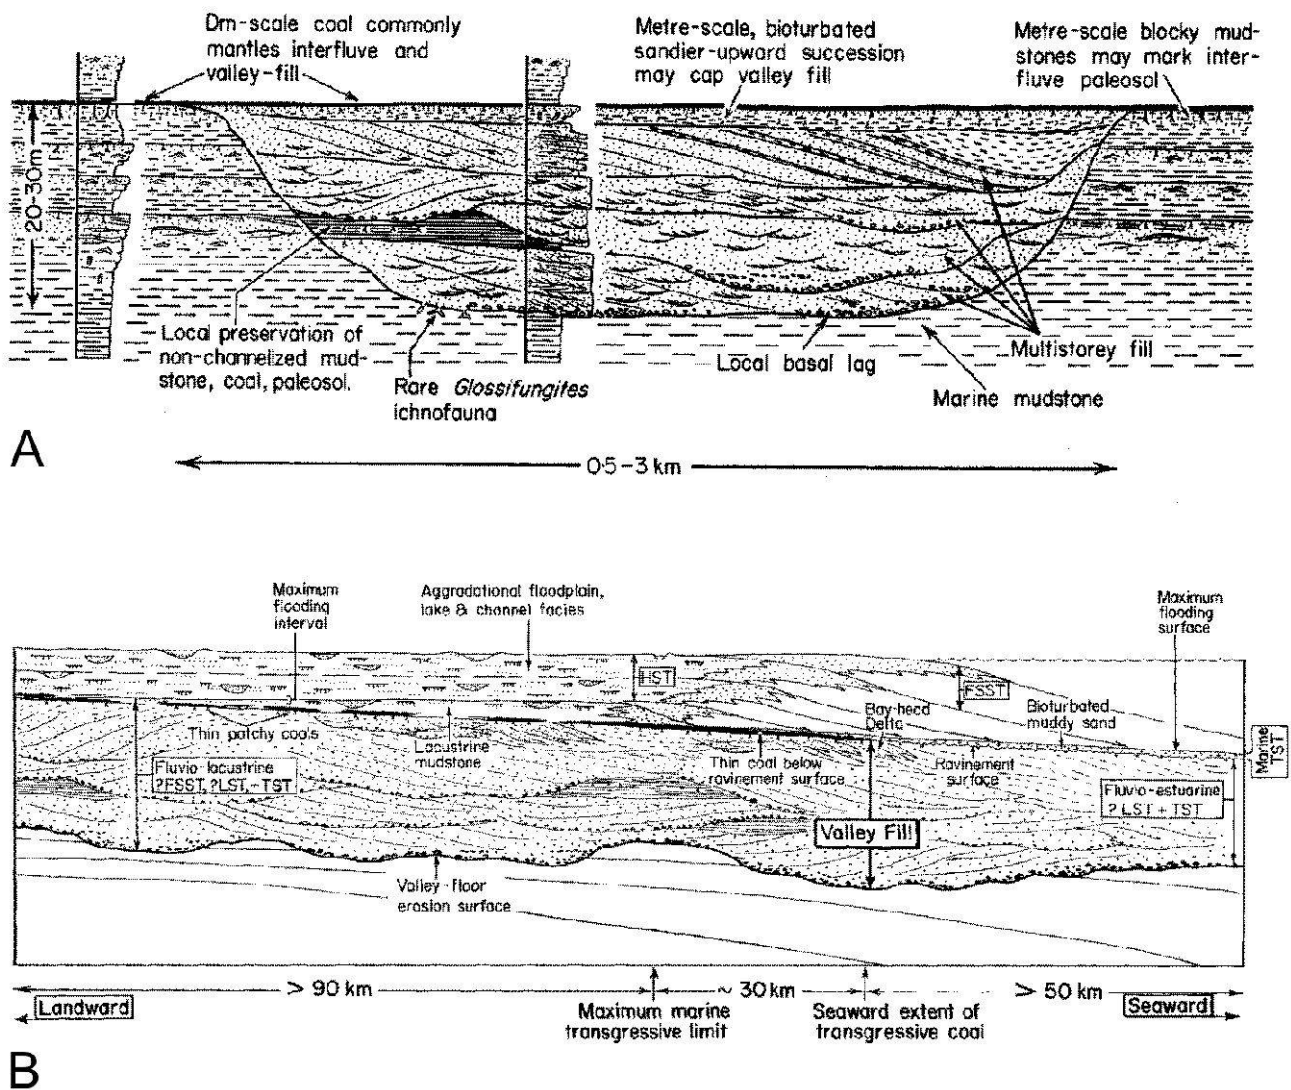 Dm-scale coal commonly
mantles interfluve and
valley-fill
Metre-scale, bioturbated
sandier-upward succession
may cap valley fill
Metre-scale blocky mud-
stones may mark inter-
fluve paleosol
20-30m
Local preservation of
non-channelized mud-
stone, coal, paleosol.
Rare Glossifungites
ichnofauna
Local basal lag
Multistorey fill
Marine mudstone
A
0·5-3 km
Maximum
flooding
interval
Aggradational floodplain,
lake & channel facies
Maximum
flooding
surface
HST
FSST
Bay-head
Delta
Bioturbated
muddy sand
Thin patchy coals
Lacustrine
mudstone
Thin coal below
ravinement surface
Ravinement
surface
Marine
TST
Fluvio-lacustrine
?FSST, ?LST, -TST
Fluvio-estuarine
? LST + TST
Valley Fill
Valley floor
erosion surface
> 90 km
~ 30 km
> 50 km
Landward
Maximum marine
transgressive limit
Seaward extent of
transgressive coal
Seaward
B